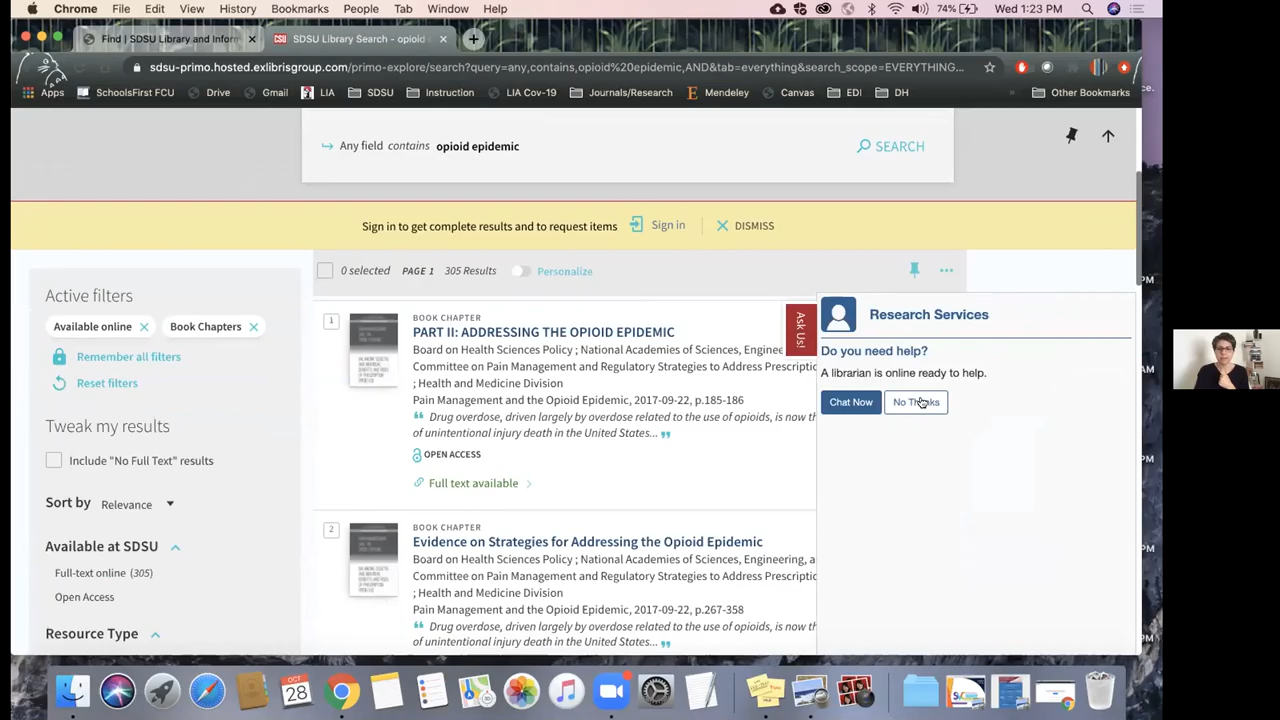 Chrome File Edit View History Bookmarks People Tab Window Help 74% Wed 1:23 PM
Find | SDSU Library and Inform SDSU Library Search - opioid
sdsu-primo.hosted.exlibrisgroup.com/primo-explore/search?query=any,contains,opioid%20epidemic,AND&tab=everything&search_scope=EVERYTHING...
Apps SchoolsFirst FCU Drive Gmail LIA SDSU Instruction LIA Cov-19 Journals/Research Mendeley Canvas EDI DH » Other Bookmarks
Any field contains opioid epidemic SEARCH
Sign in to get complete results and to request items Sign in DISMISS
0 selected PAGE 1 305 Results Personalize
Active filters
Available online Book Chapters
Remember all filters
Reset filters
Tweak my results
Include "No Full Text" results
Sort by Relevance
Available at SDSU
Full-text online (305)
Open Access
Resource Type
1
BOOK CHAPTER
PART II: ADDRESSING THE OPIOID EPIDEMIC
Board on Health Sciences Policy ; National Academies of Sciences, Engine
Committee on Pain Management and Regulatory Strategies to Address Prescripti
; Health and Medicine Division
Pain Management and the Opioid Epidemic, 2017-09-22, p.185-186
Drug overdose, driven largely by overdose related to the use of opioids, is now th
of unintentional injury death in the United States...
OPEN ACCESS
Full text available
2
BOOK CHAPTER
Evidence on Strategies for Addressing the Opioid Epidemic
Board on Health Sciences Policy ; National Academies of Sciences, Engineering, a
Committee on Pain Management and Regulatory Strategies to Address Prescriptio
; Health and Medicine Division
Pain Management and the Opioid Epidemic, 2017-09-22, p.267-358
Drug overdose, driven largely by overdose related to the use of opioids, is now th
of unintentional injury death in the United States...
Ask Us!
Research Services
Do you need help?
A librarian is online ready to help.
Chat Now No Thanks
OCT
28